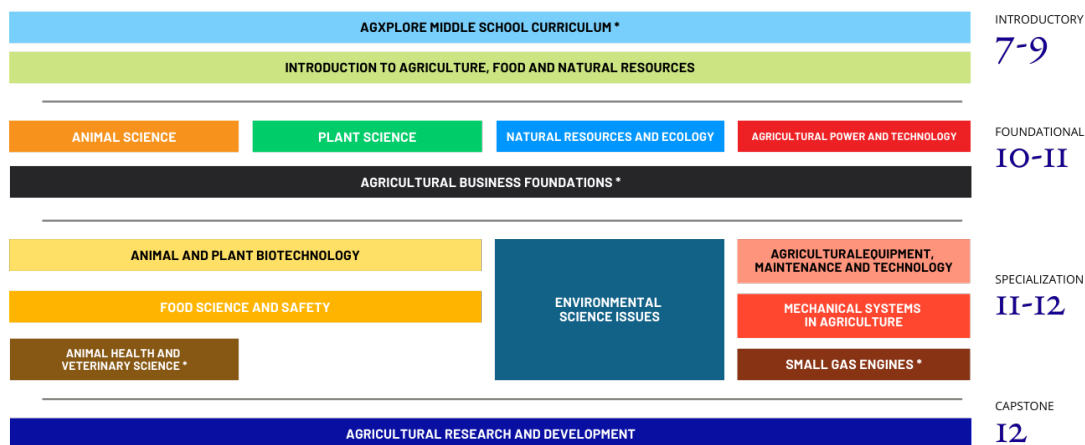 AGXPLORE MIDDLE SCHOOL CURRICULUM *
INTRODUCTION TO AGRICULTURE, FOOD AND NATURAL RESOURCES
INTRODUCTORY
7-9
ANIMAL SCIENCE
PLANT SCIENCE
NATURAL RESOURCES AND ECOLOGY
AGRICULTURAL POWER AND TECHNOLOGY
AGRICULTURAL BUSINESS FOUNDATIONS *
FOUNDATIONAL
10-11
ANIMAL AND PLANT BIOTECHNOLOGY
FOOD SCIENCE AND SAFETY
ANIMAL HEALTH AND
VETERINARY SCIENCE *
ENVIRONMENTAL
SCIENCE ISSUES
AGRICULTURALEQUIPMENT,
MAINTENANCE AND TECHNOLOGY
MECHANICAL SYSTEMS
IN AGRICULTURE
SMALL GAS ENGINES *
SPECIALIZATION
11-12
AGRICULTURAL RESEARCH AND DEVELOPMENT
CAPSTONE
12